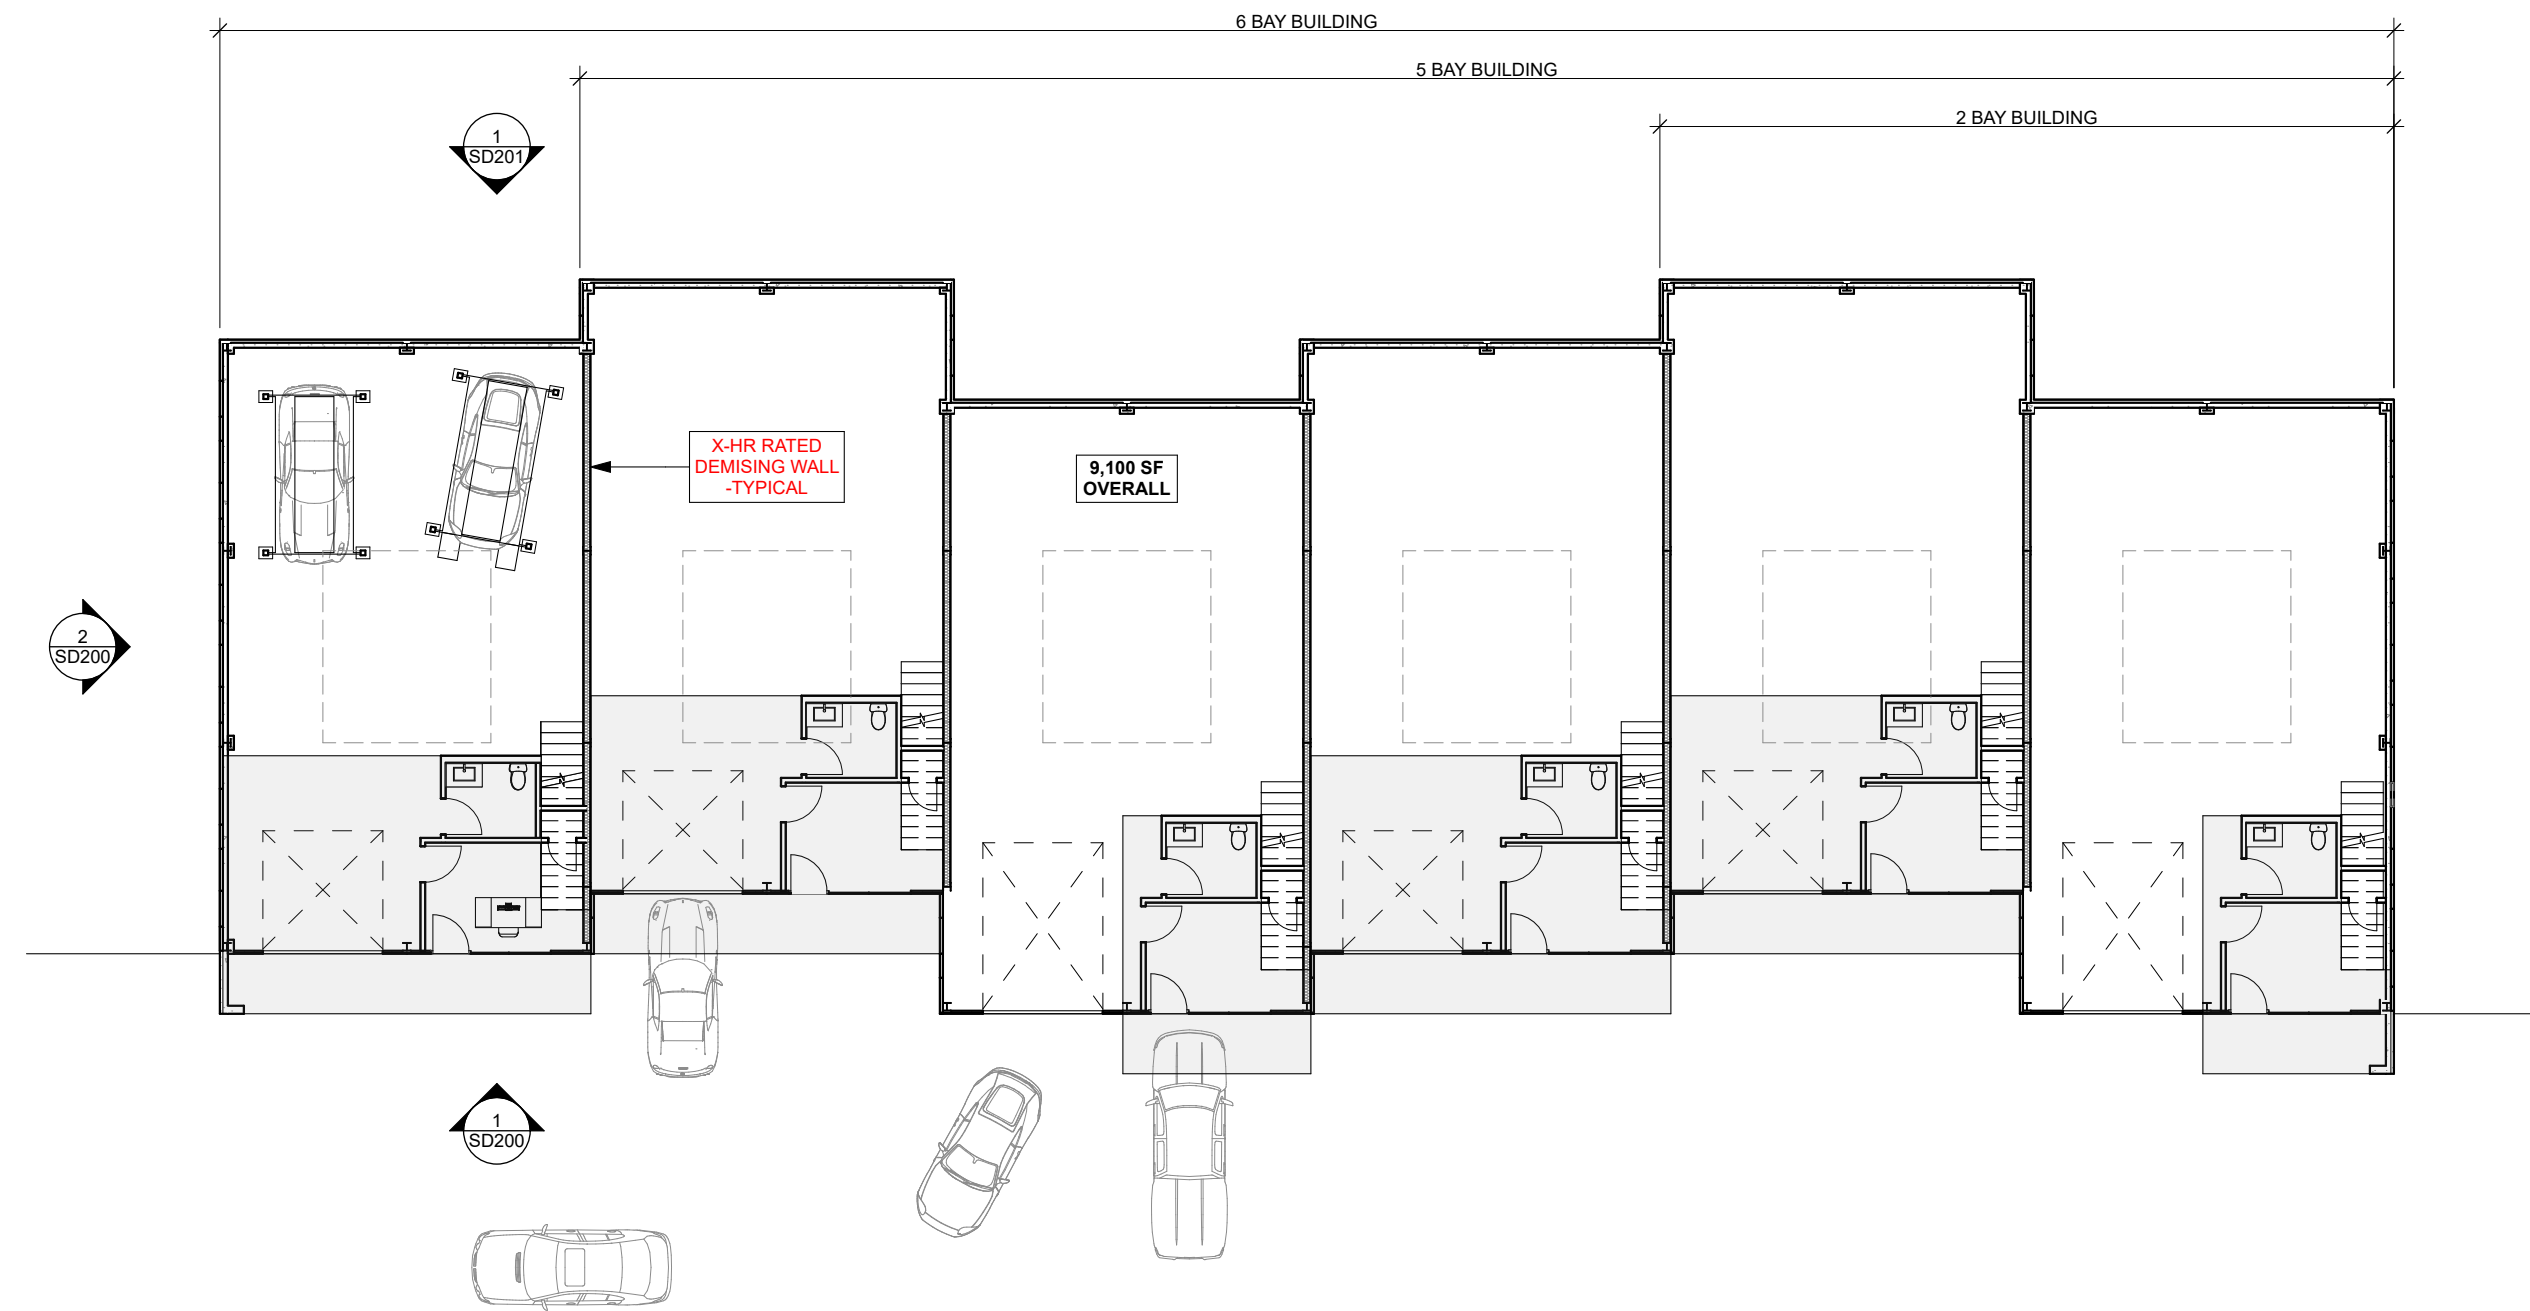 6 BAY BUILDING
5 BAY BUILDING
2 BAY BUILDING
1
SD201
X-HR RATED
DEMISING WALL
-TYPICAL
9,100 SF
OVERALL
2
SD200
1
SD200